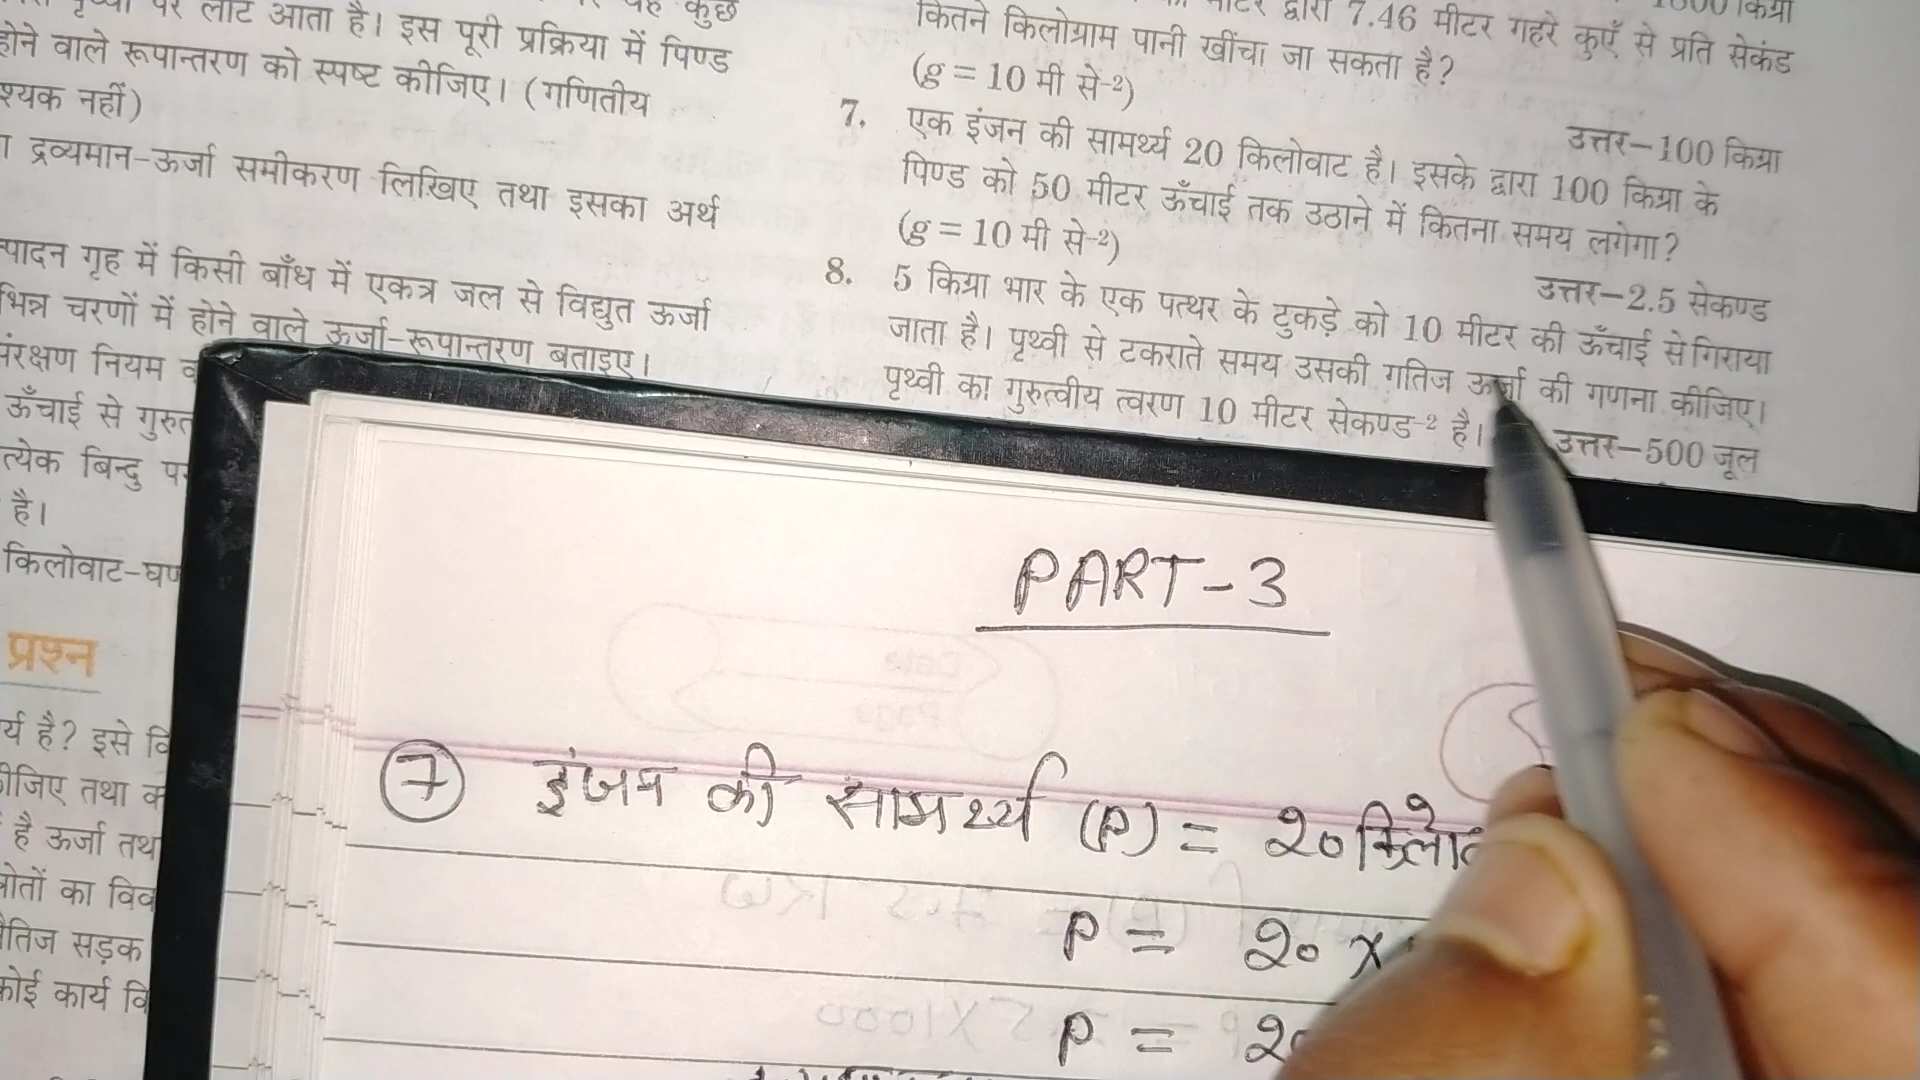 पृथ्वी पर लौट आता है। इस पूरी प्रक्रिया में पिण्ड
होने वाले रूपान्तरण को स्पष्ट कीजिए। (गणितीय
श्यक नहीं)
द्रव्यमान-ऊर्जा समीकरण लिखिए तथा इसका अर्थ
पादन गृह में किसी बाँध में एकत्र जल से विद्युत ऊर्जा
भिन्न चरणों में होने वाले ऊर्जा-रूपान्तरण बताइए।
संरक्षण नियम
ऊँचाई से
त्येक बिन्दु
है।
किलोवाट-घण
प्रश्न
र्य है? इसे
कीजिए तथा
है ऊर्जा
स्रोतों का
क्षैतिज सड़क
कोई कार्य
1000 किग्रा
द्वारा 7.46 मीटर गहरे कुएँ से प्रति सेकंड
कितने किलोग्राम पानी खींचा जा सकता है?
(g = 10 मी से⁻²)
उत्तर–100 किग्रा
7. एक इंजन की सामर्थ्य 20 किलोवाट है। इसके द्वारा 100 किग्रा के
पिण्ड को 50 मीटर ऊँचाई तक उठाने में कितना समय लगेगा?
(g = 10 मी से⁻²)
उत्तर–2.5 सेकण्ड
8. 5 किग्रा भार के एक पत्थर के टुकड़े को 10 मीटर की ऊँचाई से गिराया
जाता है। पृथ्वी से टकराते समय उसकी गतिज ऊर्जा की गणना कीजिए।
पृथ्वी का गुरुत्वीय त्वरण 10 मीटर सेकण्ड⁻² है।
उत्तर–500 जूल
PART-3
7 इंजन की सामर्थ्य (P) = 20 किलो
P = 20 ×
P = 20